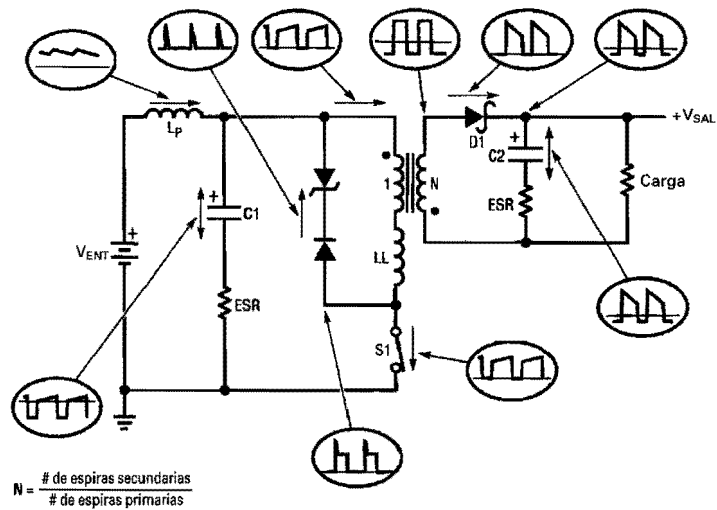 Lp
+
C1
ESR
+
VENT
1
N
LL
S1
D1
+
C2
ESR
+VSAL
Carga
N = # de espiras secundarias
# de espiras primarias